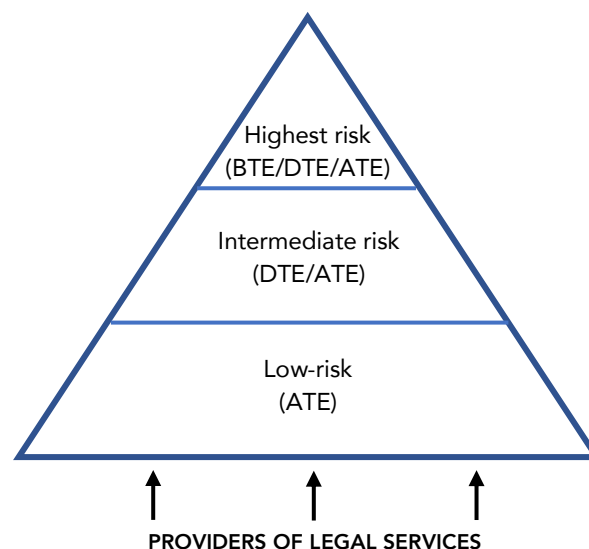 Highest risk
(BTE/DTE/ATE)
Intermediate risk
(DTE/ATE)
Low-risk
(ATE)
PROVIDERS OF LEGAL SERVICES